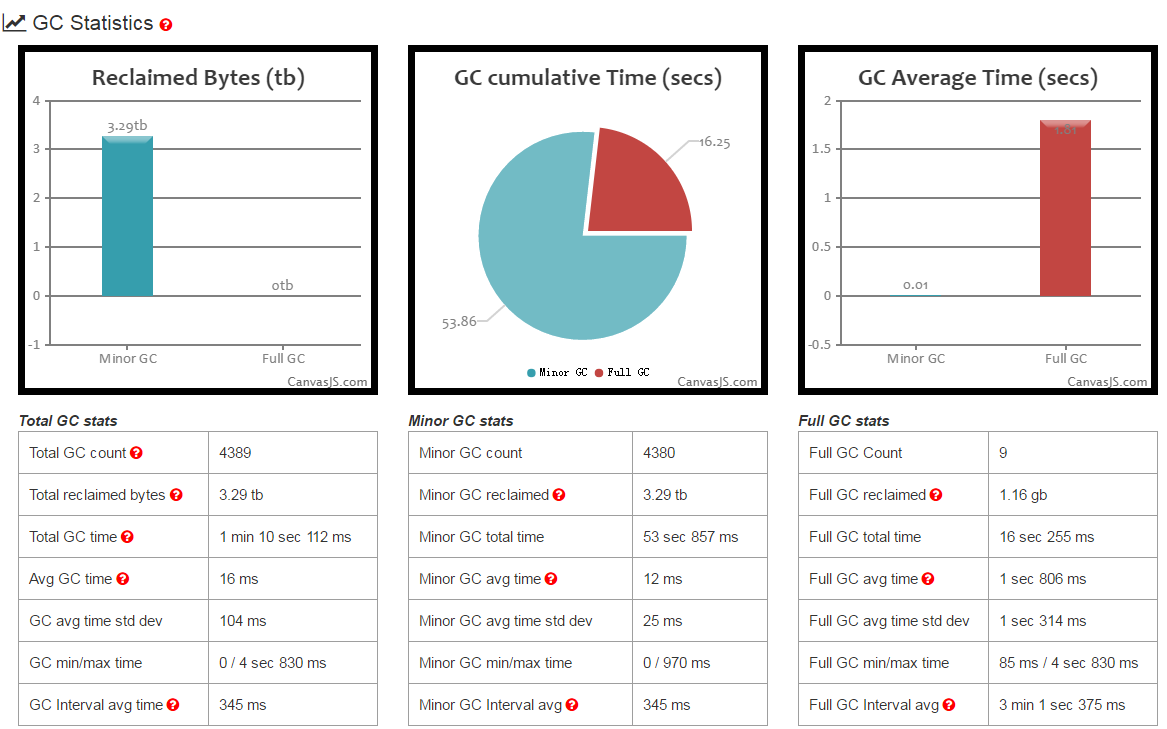 GC Statistics
Reclaimed Bytes (tb)
4
3
2
1
0
-1
3.29tb
0tb
Minor GC
Full GC
CanvasJS.com
GC cumulative Time (secs)
16.25
53.86
Minor GC
Full GC
CanvasJS.com
GC Average Time (secs)
2
1.5
1
0.5
0
-0.5
0.01
1.81
Minor GC
Full GC
CanvasJS.com
Total GC stats
Total GC count 4389
Total reclaimed bytes 3.29 tb
Total GC time 1 min 10 sec 112 ms
Avg GC time 16 ms
GC avg time std dev 104 ms
GC min/max time 0 / 4 sec 830 ms
GC Interval avg time 345 ms
Minor GC stats
Minor GC count 4380
Minor GC reclaimed 3.29 tb
Minor GC total time 53 sec 857 ms
Minor GC avg time 12 ms
Minor GC avg time std dev 25 ms
Minor GC min/max time 0 / 970 ms
Minor GC Interval avg 345 ms
Full GC stats
Full GC Count 9
Full GC reclaimed 1.16 gb
Full GC total time 16 sec 255 ms
Full GC avg time 1 sec 806 ms
Full GC avg time std dev 1 sec 314 ms
Full GC min/max time 85 ms / 4 sec 830 ms
Full GC Interval avg 3 min 1 sec 375 ms